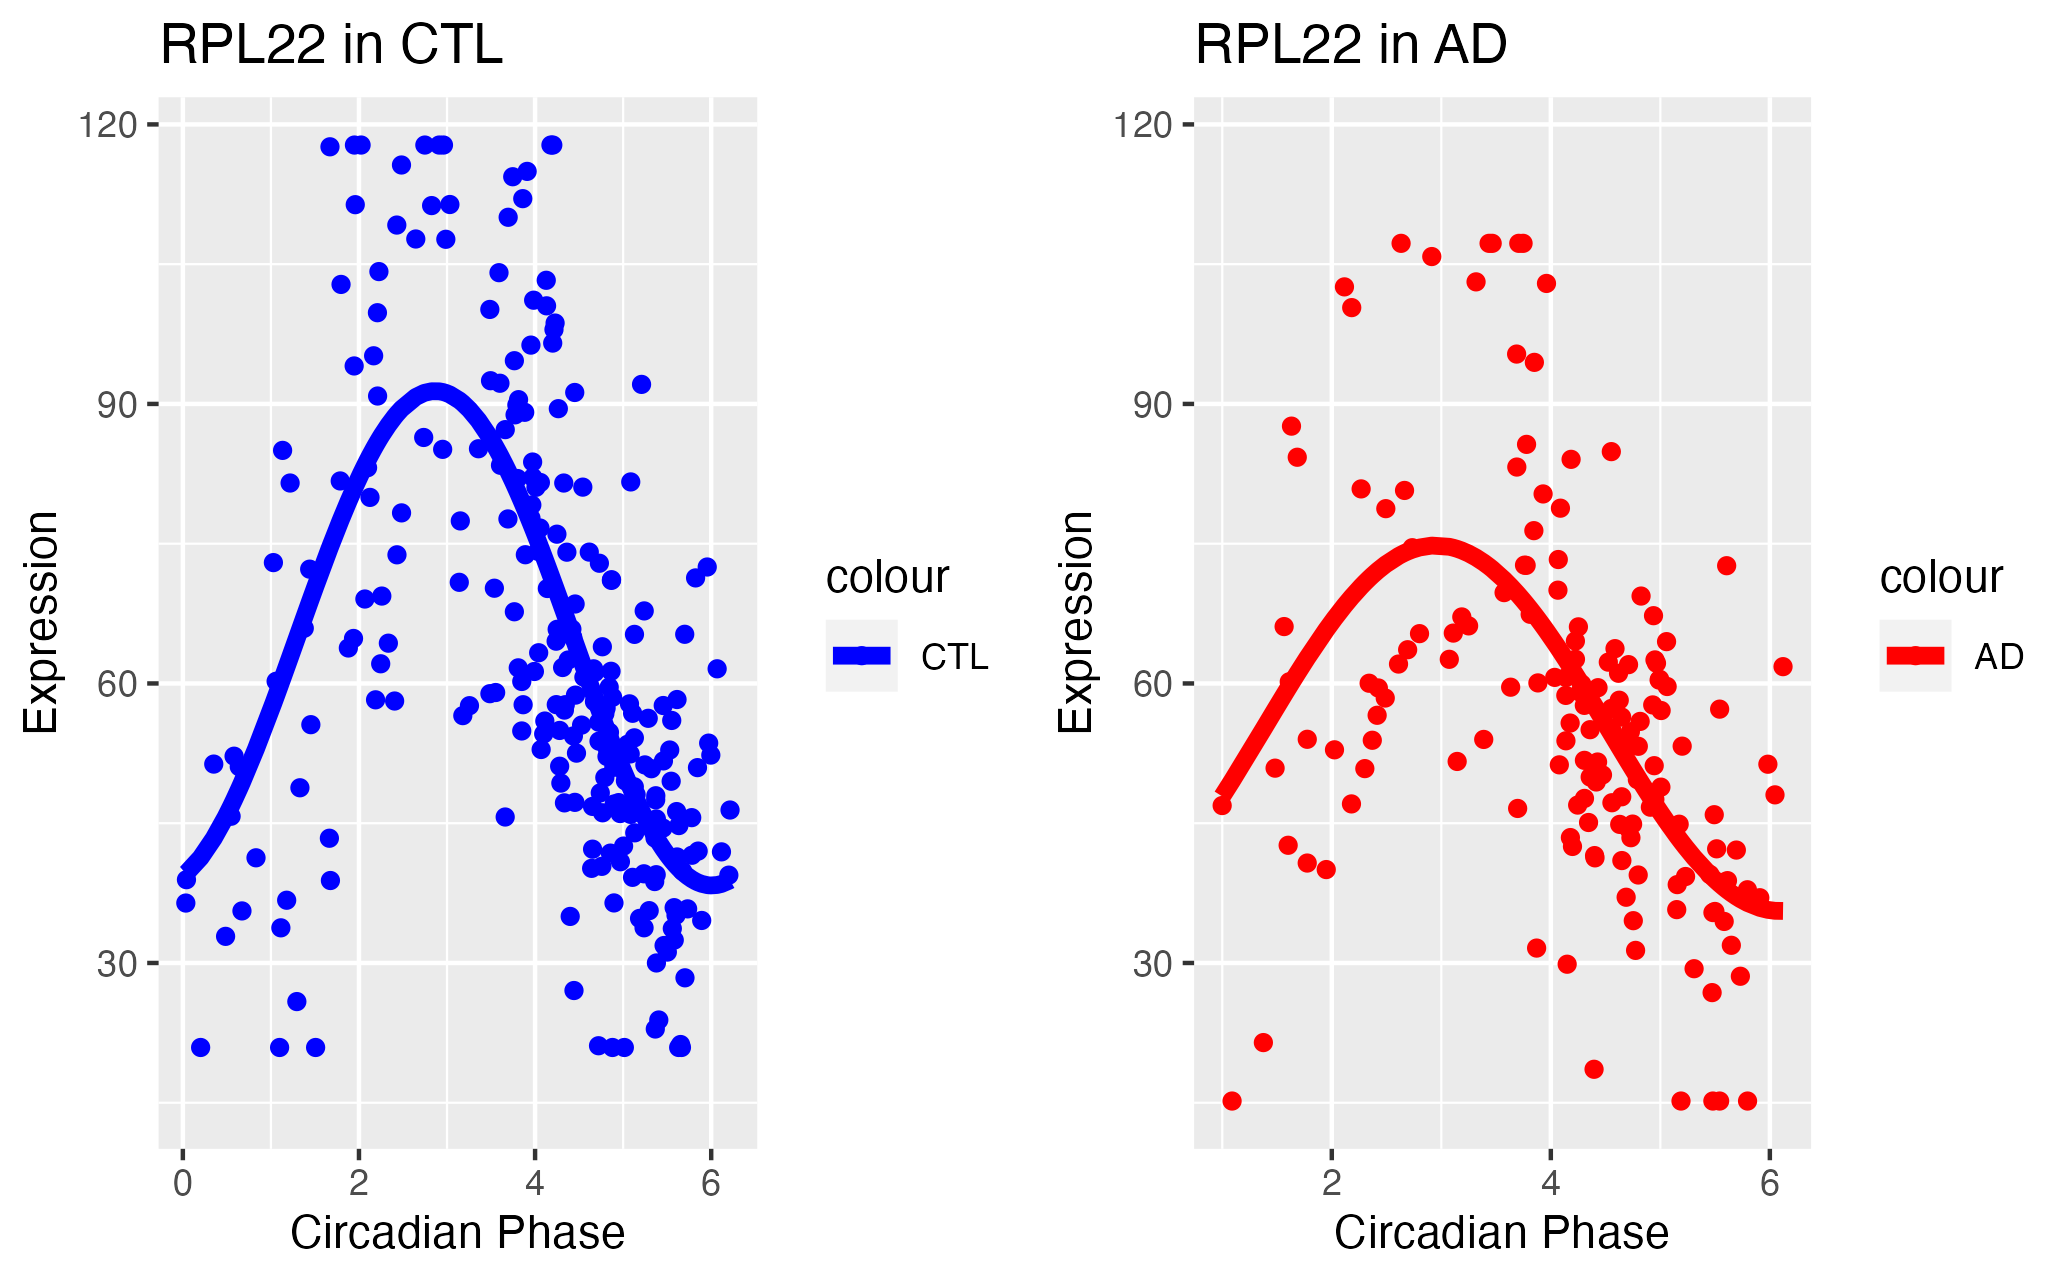 RPL22 in CTL
120
90
60
30
Expression
0 2 4 6
Circadian Phase
colour
CTL
RPL22 in AD
120
90
60
30
Expression
2 4 6
Circadian Phase
colour
AD